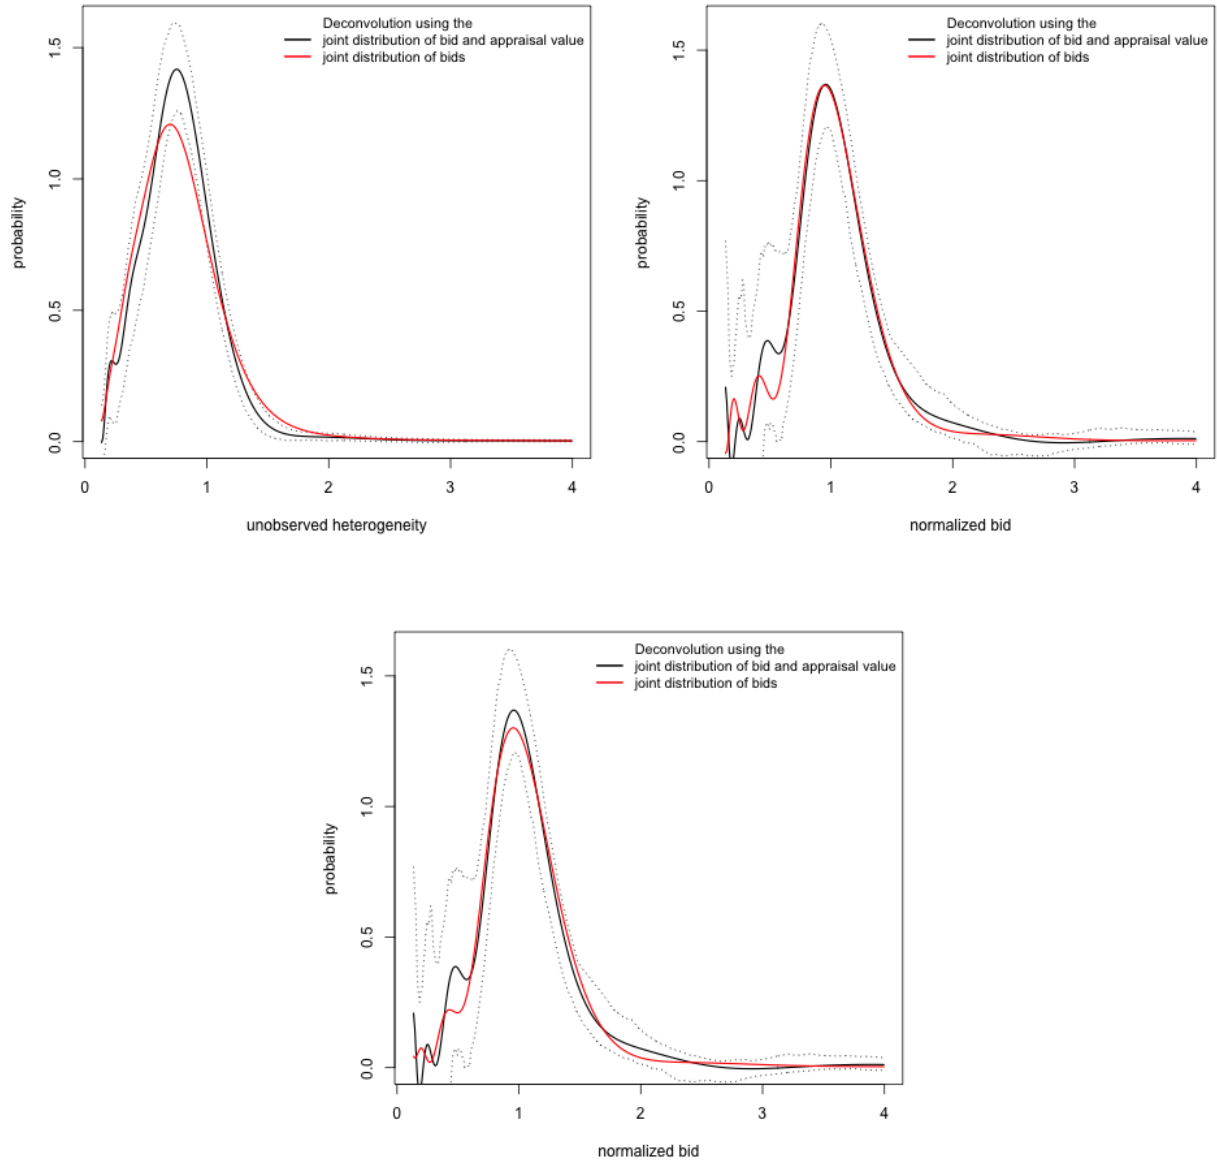 Deconvolution using the
joint distribution of bid and appraisal value
joint distribution of bids
probability
0.0
0.5
1.0
1.5
0 1 2 3 4
unobserved heterogeneity
Deconvolution using the
joint distribution of bid and appraisal value
joint distribution of bids
probability
0.0
0.5
1.0
1.5
0 1 2 3 4
normalized bid
Deconvolution using the
joint distribution of bid and appraisal value
joint distribution of bids
probability
0.0
0.5
1.0
1.5
0 1 2 3 4
normalized bid